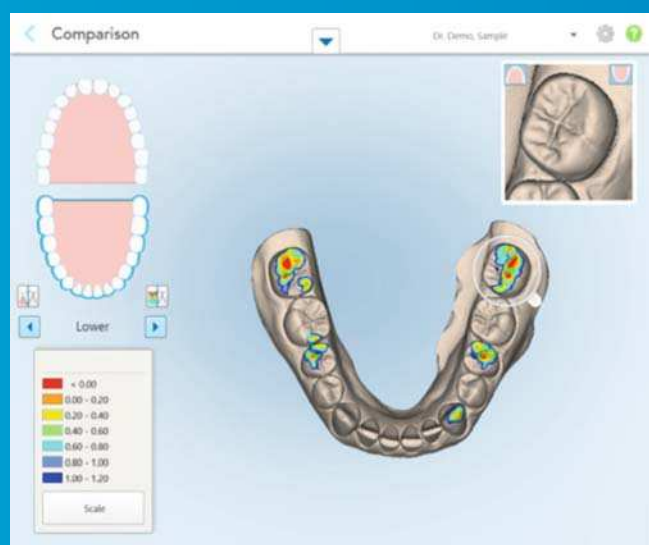 Comparison
Dr. Demo, Sample
?
Lower
< 0.00
0.00 - 0.20
0.20 - 0.40
0.40 - 0.60
0.60 - 0.80
0.80 - 1.00
1.00 - 1.20
Scale